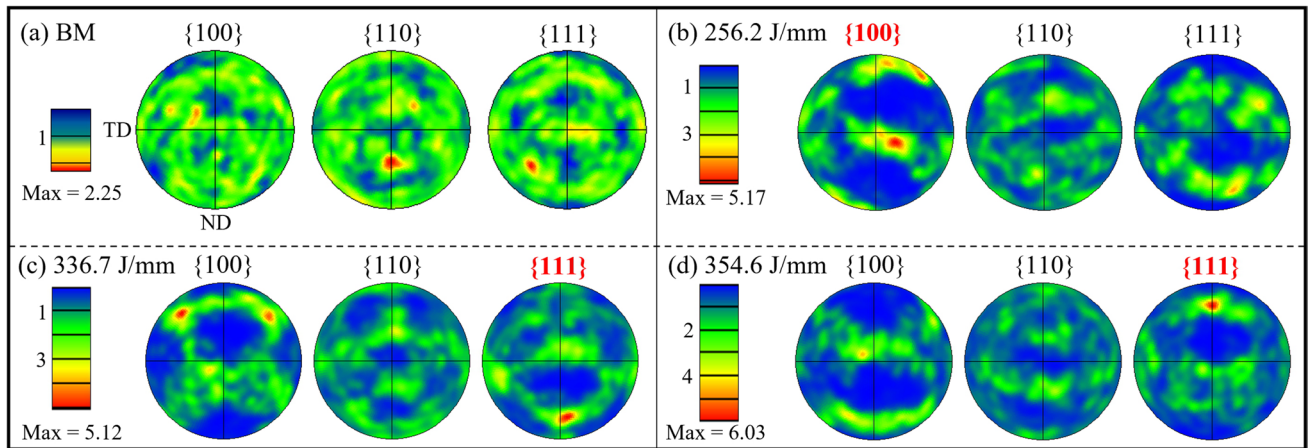 (a) BM {100} {110} {111}
TD
1
Max = 2.25
ND
(b) 256.2 J/mm {100} {110} {111}
1
3
Max = 5.17
(c) 336.7 J/mm {100} {110} {111}
1
3
Max = 5.12
(d) 354.6 J/mm {100} {110} {111}
2
4
Max = 6.03